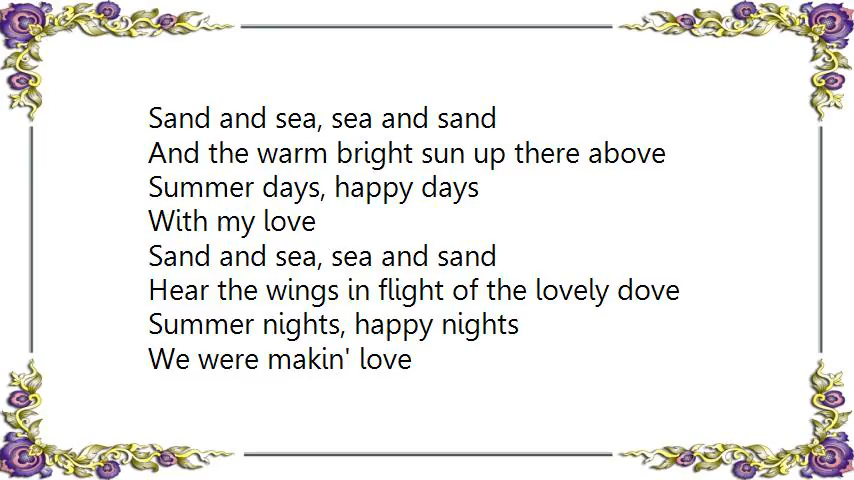 Sand and sea, sea and sand
And the warm bright sun up there above
Summer days, happy days
With my love
Sand and sea, sea and sand
Hear the wings in flight of the lovely dove
Summer nights, happy nights
We were makin' love